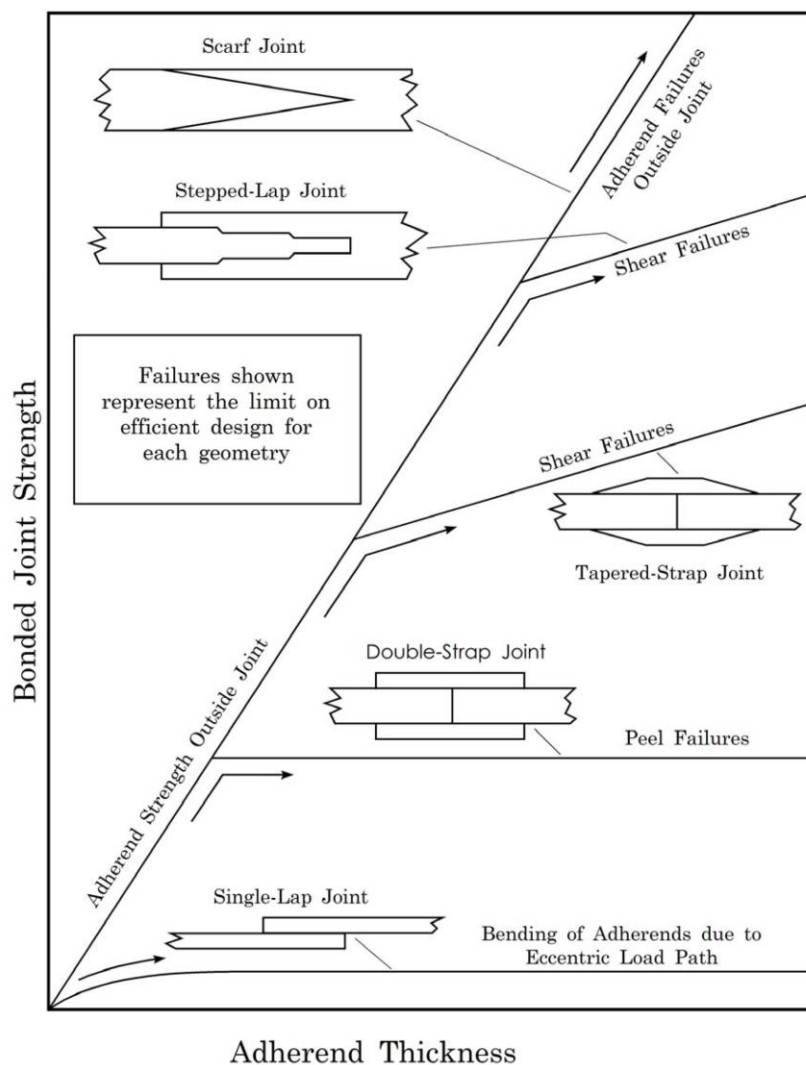 Scarf Joint
Adherend Failures
Outside Joint
Stepped-Lap Joint
Shear Failures
Failures shown
represent the limit on
efficient design for
each geometry
Shear Failures
Tapered-Strap Joint
Double-Strap Joint
Peel Failures
Adherend Strength Outside Joint
Single-Lap Joint
Bending of Adherends due to
Eccentric Load Path
Bonded Joint Strength
Adherend Thickness